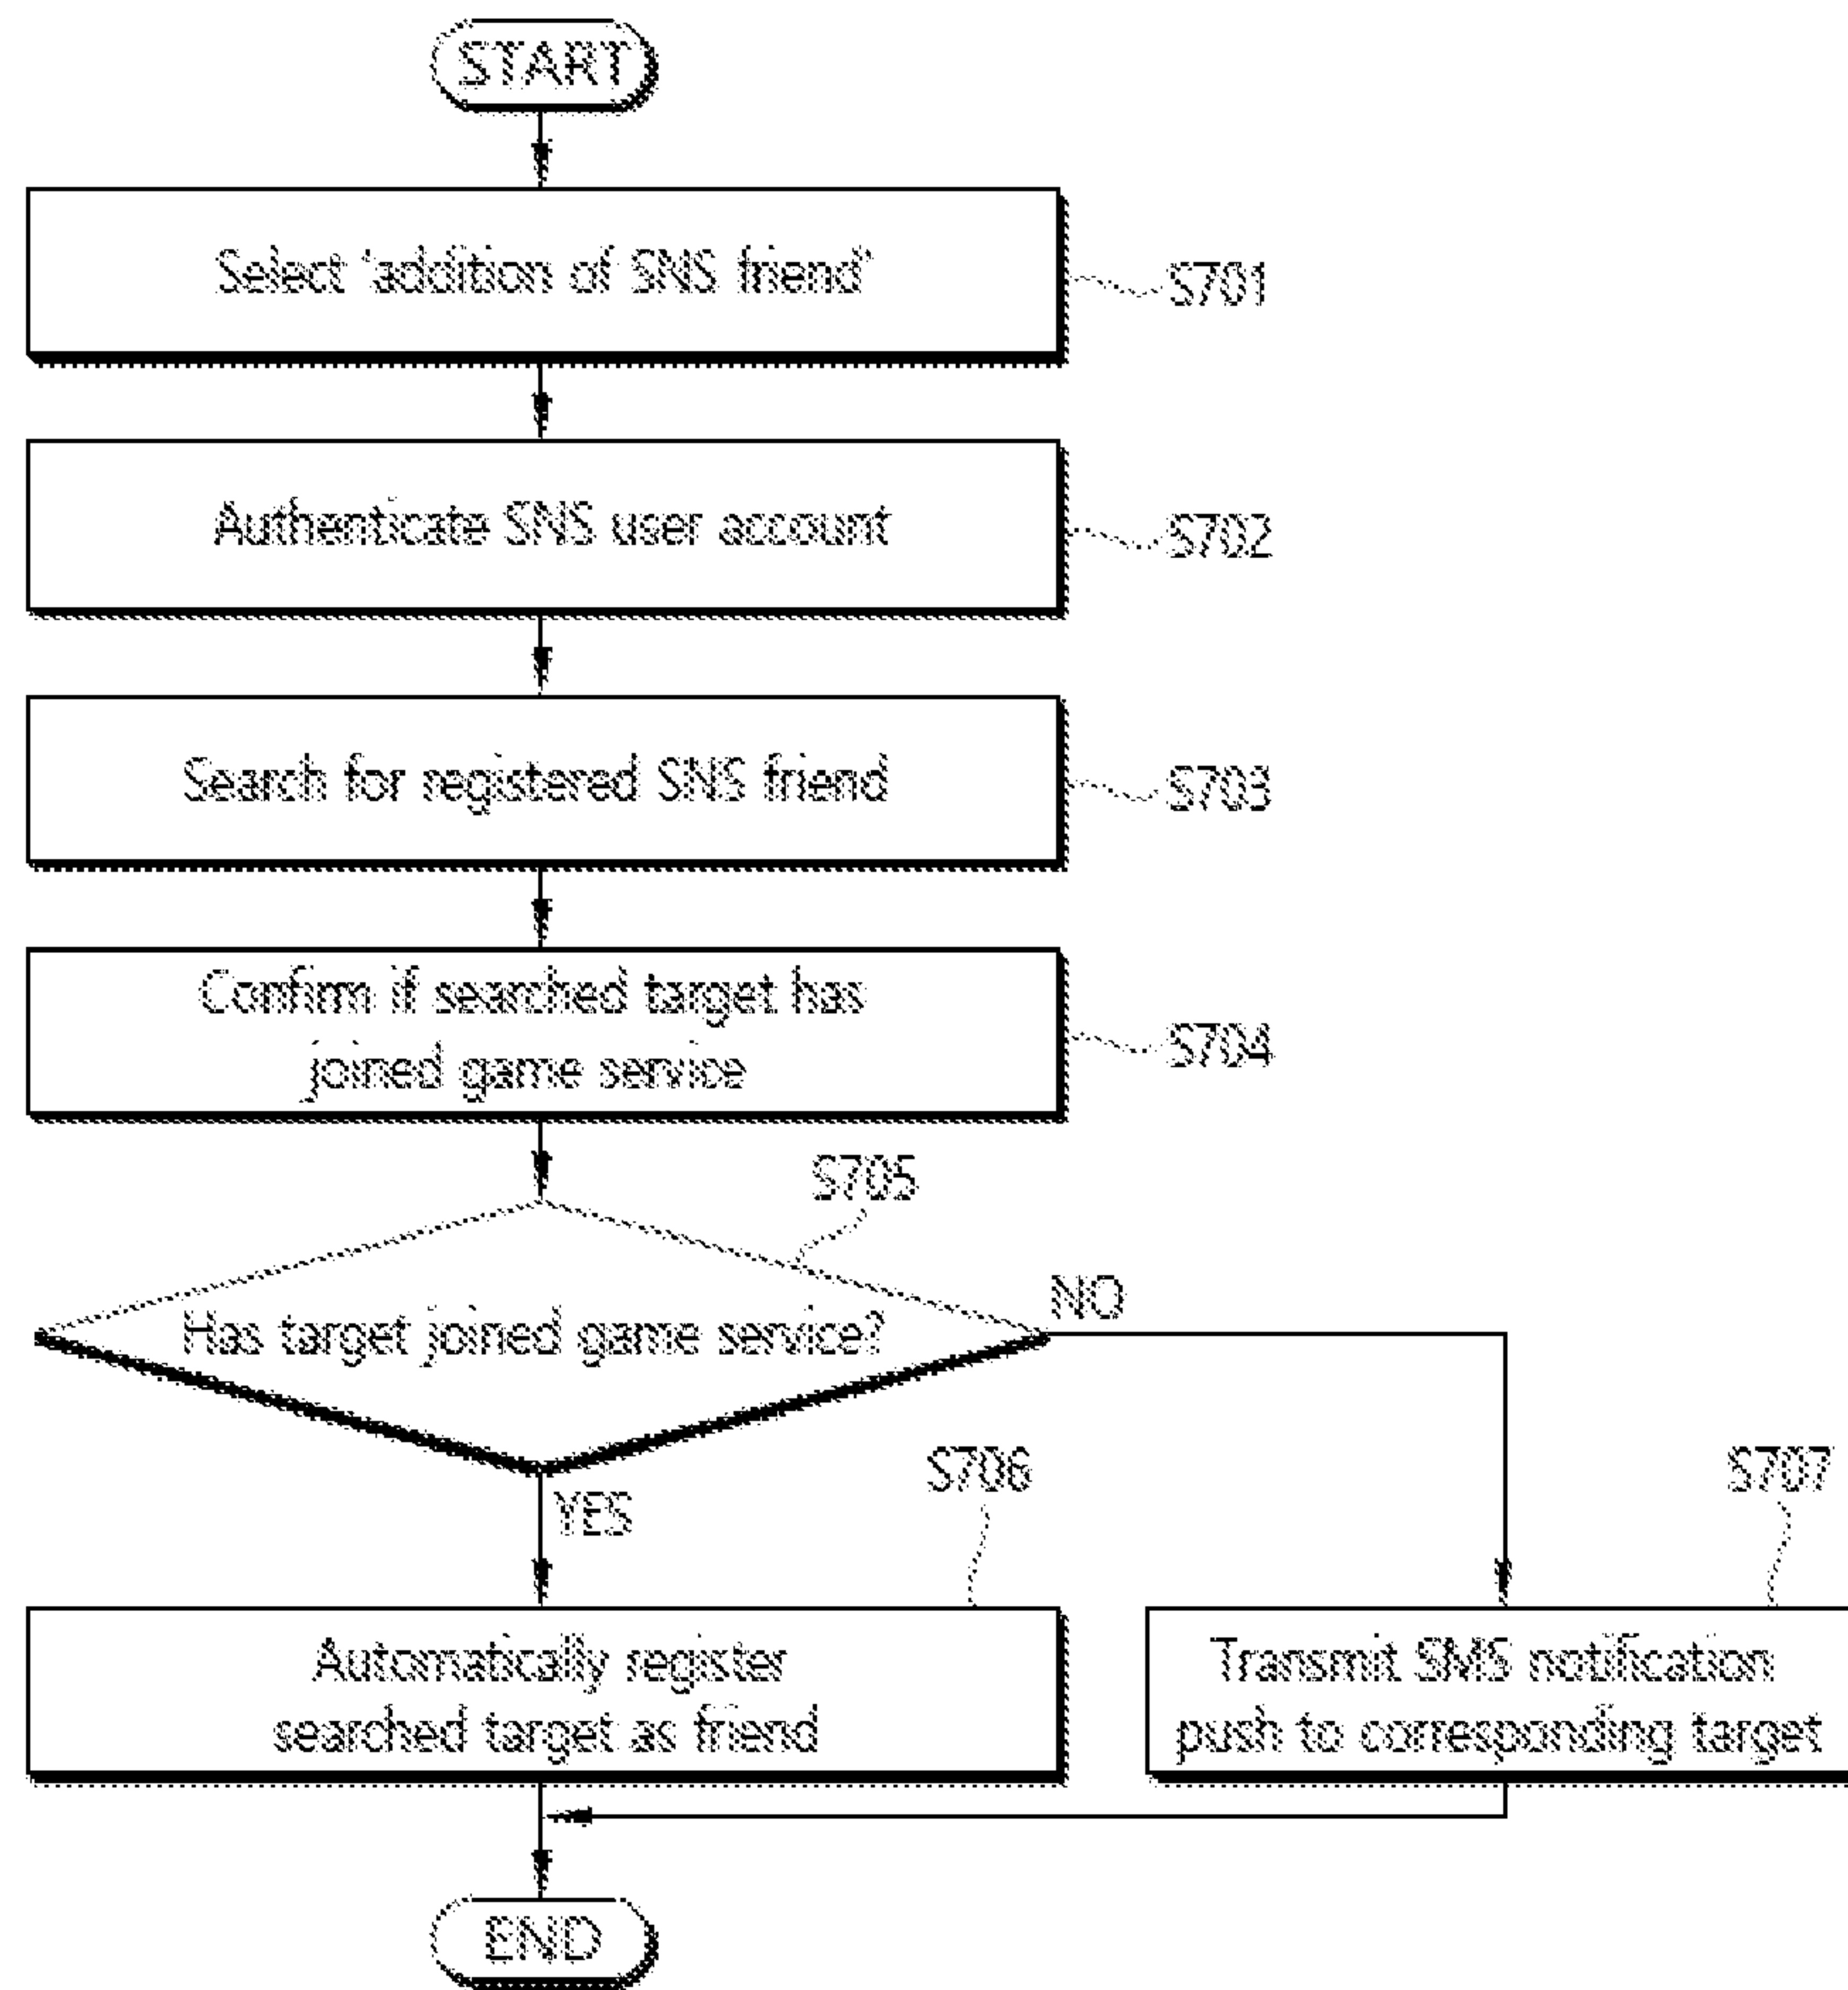 START
Select 'addition of SNS friend'
S701
Authenticate SNS user account
S702
Search for registered SNS friend
S703
Confirm if searched target has
joined game service
S704
S705
Has target joined game service?
NO
YES
S706
S707
Automatically register
searched target as friend
Transmit SMS notification
push to corresponding target
END